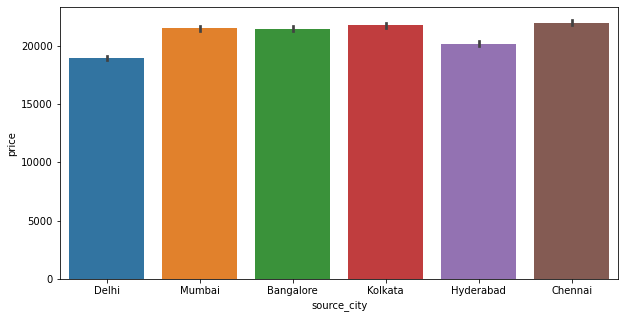 price
20000
15000
10000
5000
0
Delhi Mumbai Bangalore Kolkata Hyderabad Chennai
source_city